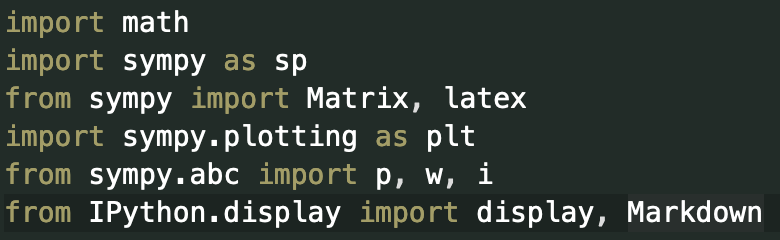 import math
import sympy as sp
from sympy import Matrix, latex
import sympy.plotting as plt
from sympy.abc import p, w, i
from IPython.display import display, Markdown